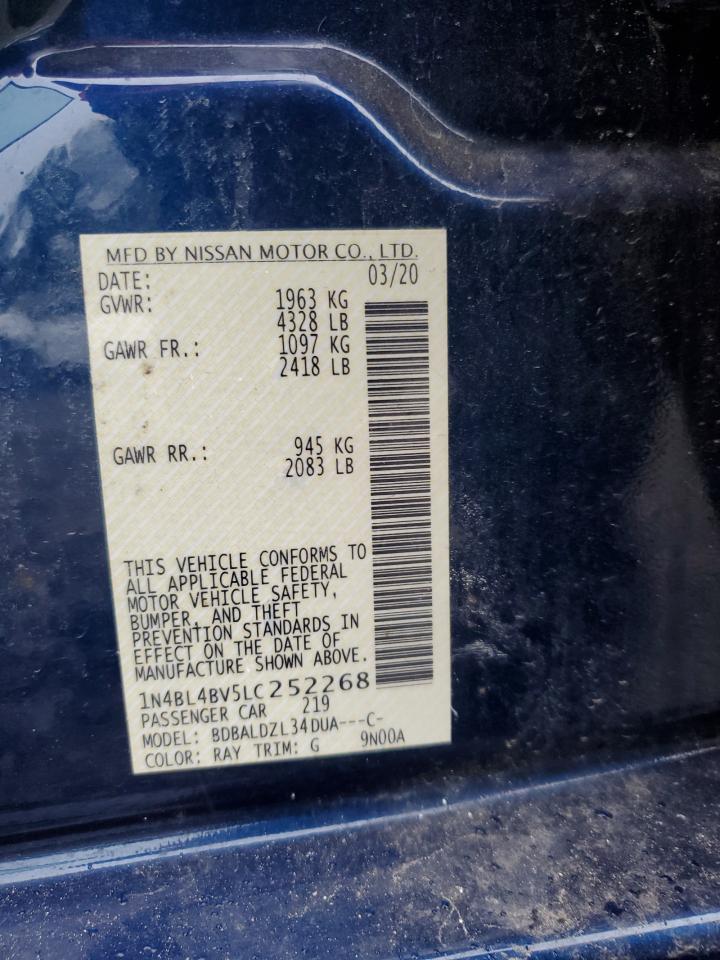 MFD BY NISSAN MOTOR CO., LTD.
DATE: 03/20
GVWR: 1963 KG
4328 LB
GAWR FR.: 1097 KG
2418 LB
GAWR RR.: 945 KG
2083 LB
THIS VEHICLE CONFORMS TO
ALL APPLICABLE FEDERAL
MOTOR VEHICLE SAFETY,
BUMPER, AND THEFT
PREVENTION STANDARDS IN
EFFECT ON THE DATE OF
MANUFACTURE SHOWN ABOVE.
1N4BL4BV5LC252268
PASSENGER CAR 219
MODEL: BDBALDZL34DUA---C-
COLOR: RAY TRIM: G 9N00A